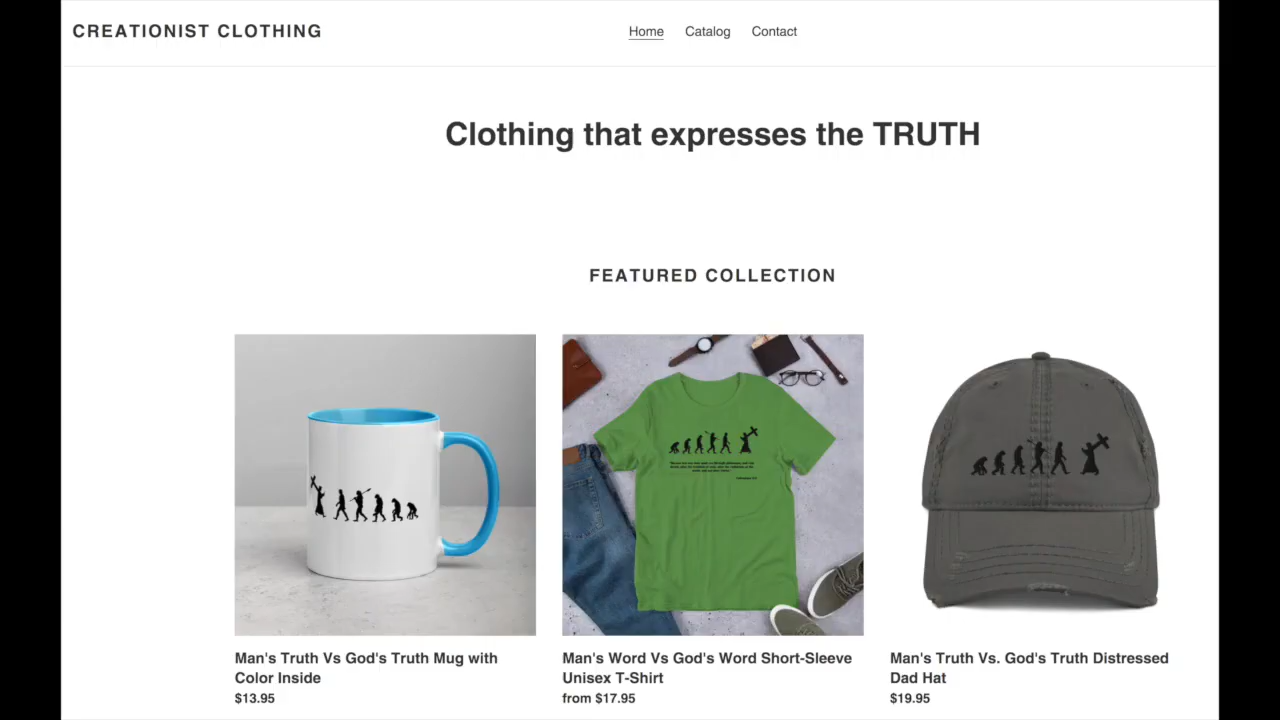 CREATIONIST CLOTHING
Home Catalog Contact
Clothing that expresses the TRUTH
FEATURED COLLECTION
Man's Truth Vs God's Truth Mug with
Color Inside
$13.95
Man's Word Vs God's Word Short-Sleeve
Unisex T-Shirt
from $17.95
Man's Truth Vs. God's Truth Distressed
Dad Hat
$19.95